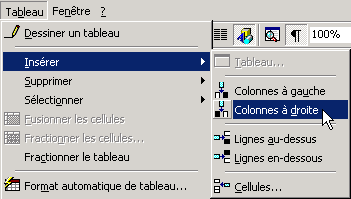 Tableau Fenêtre ?
Dessiner un tableau
100%
Insérer
Tableau...
Supprimer
Colonnes à gauche
Sélectionner
Colonnes à droite
Fusionner les cellules
Fractionner les cellules...
Lignes au-dessus
Fractionner le tableau
Lignes en-dessous
Format automatique de tableau...
Cellules...